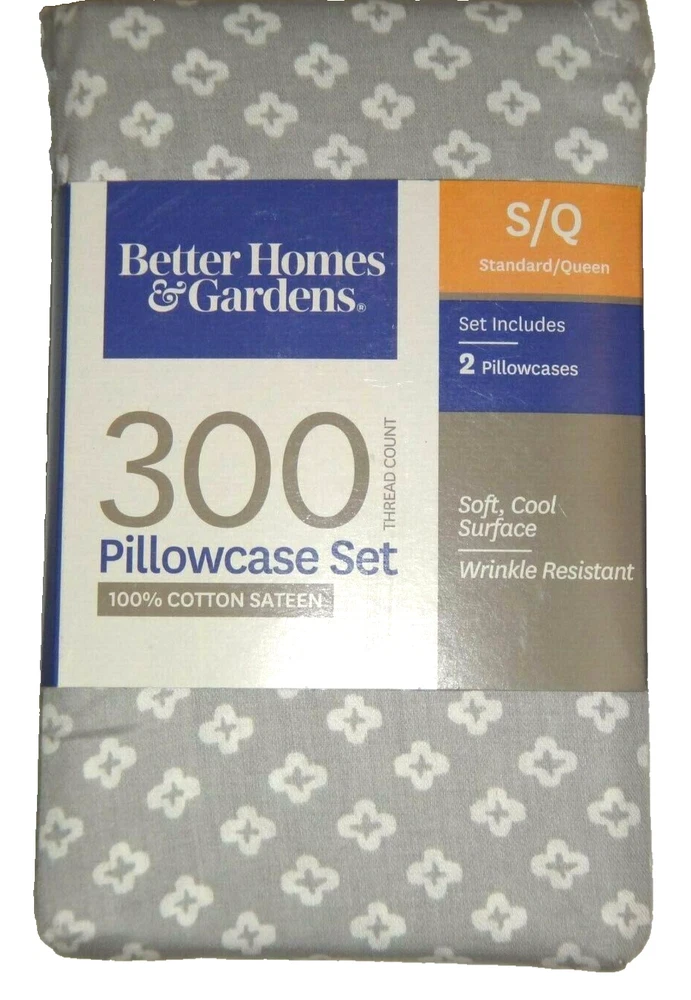 Better Homes
&Gardens®
300
THREAD COUNT
Pillowcase Set
100% COTTON SATEEN
S/Q
Standard/Queen
Set Includes
2 Pillowcases
Soft, Cool
Surface
Wrinkle Resistant